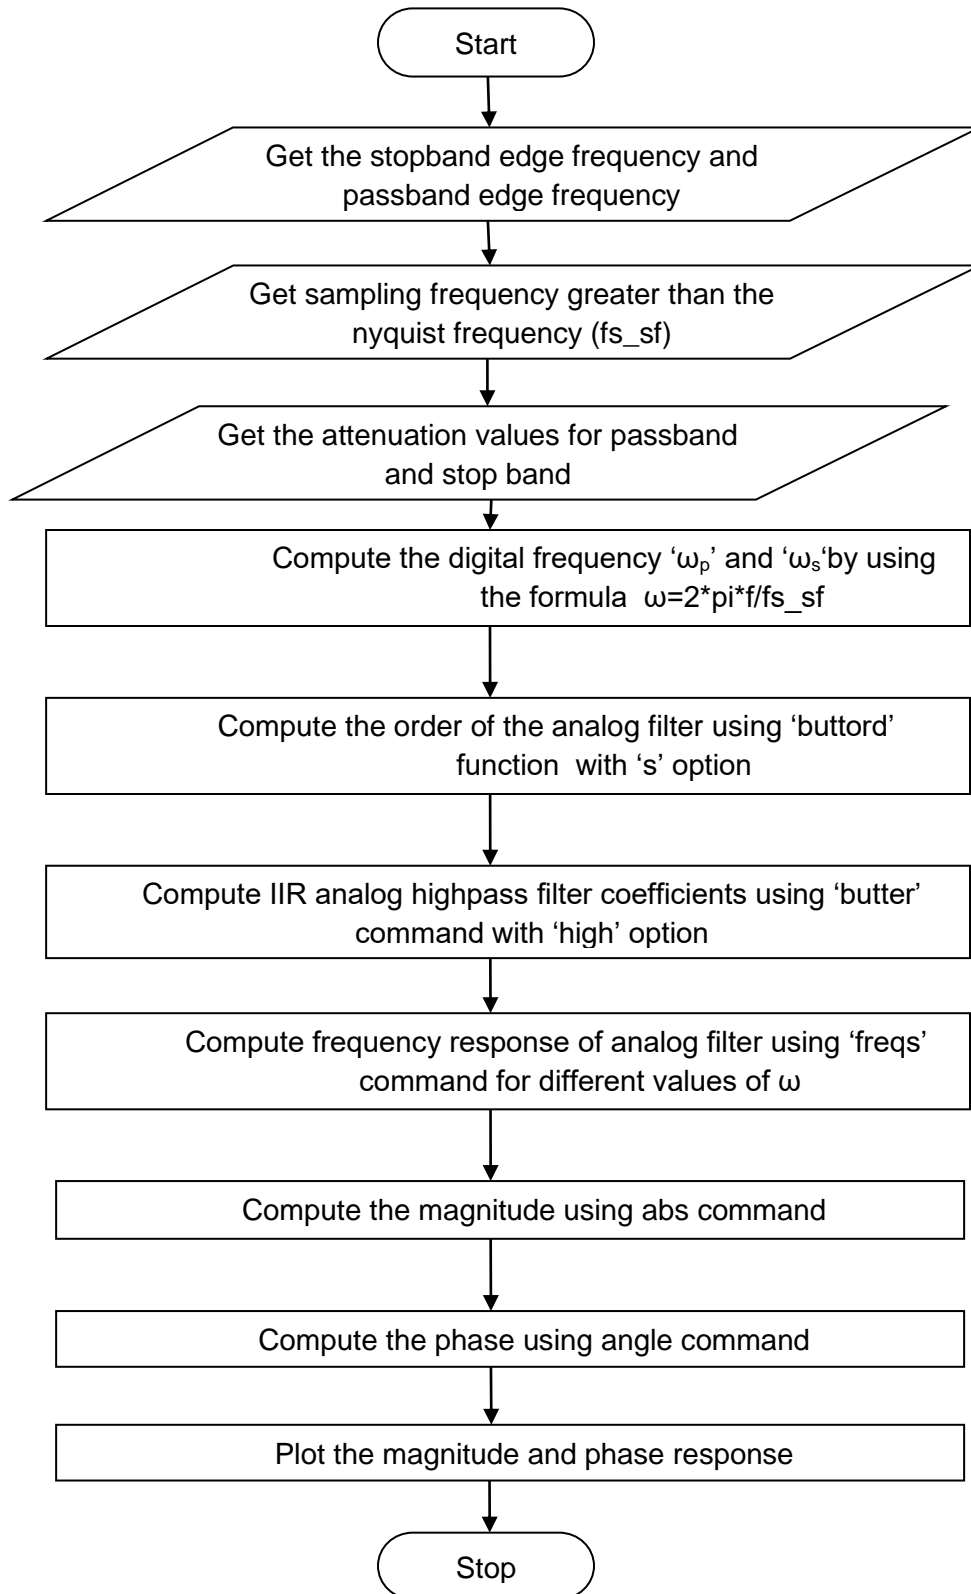 Start
Get the stopband edge frequency and
passband edge frequency
Get sampling frequency greater than the
nyquist frequency (fs_sf)
Get the attenuation values for passband
and stop band
Compute the digital frequency ‘ωₚ’ and ‘ωₛ‘by using
the formula  ω=2*pi*f/fs_sf
Compute the order of the analog filter using ‘buttord’
function  with ‘s’ option
Compute IIR analog highpass filter coefficients using ‘butter’
command with ‘high’ option
Compute frequency response of analog filter using ‘freqs’
command for different values of ω
Compute the magnitude using abs command
Compute the phase using angle command
Plot the magnitude and phase response
Stop